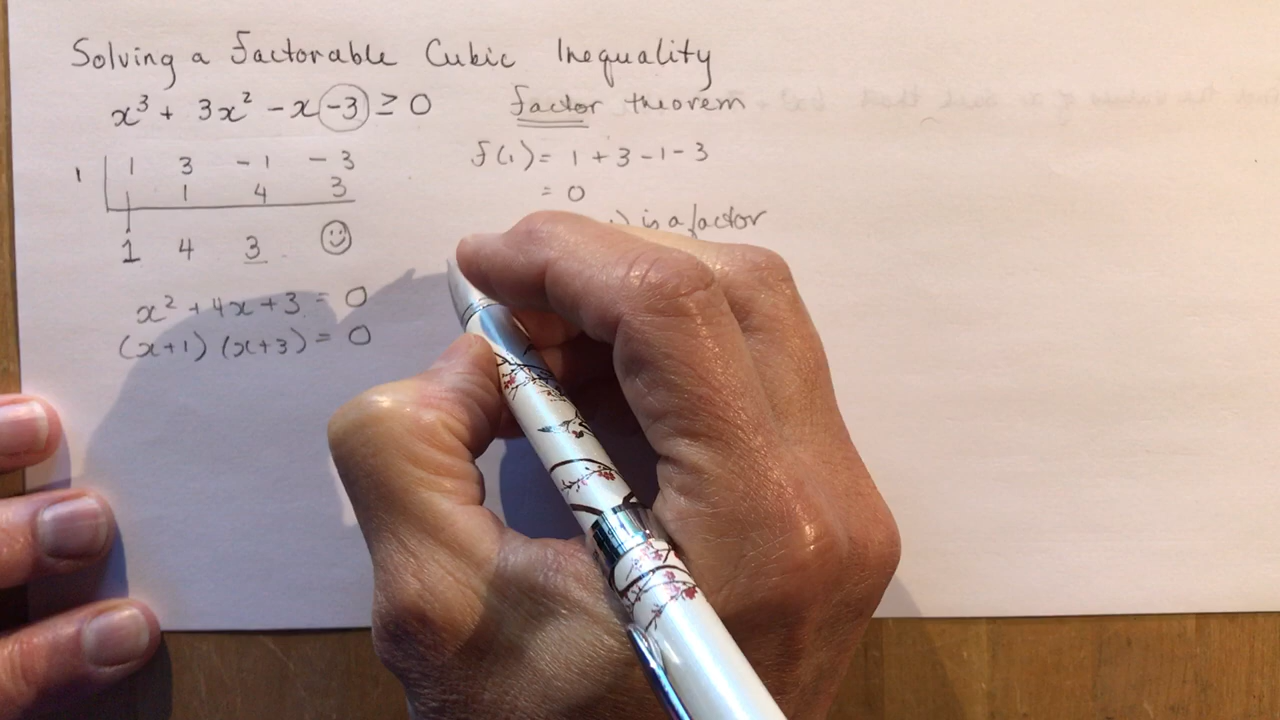 Solving a Factorable Cubic Inequality
x³ + 3x² - x - 3 ≥ 0
factor theorem
1 1 3 -1 -3
1 4 3
1 4 3 ☺
f(1) = 1 + 3 - 1 - 3
= 0
) is a factor
x² + 4x + 3 = 0
(x+1) (x+3) = 0